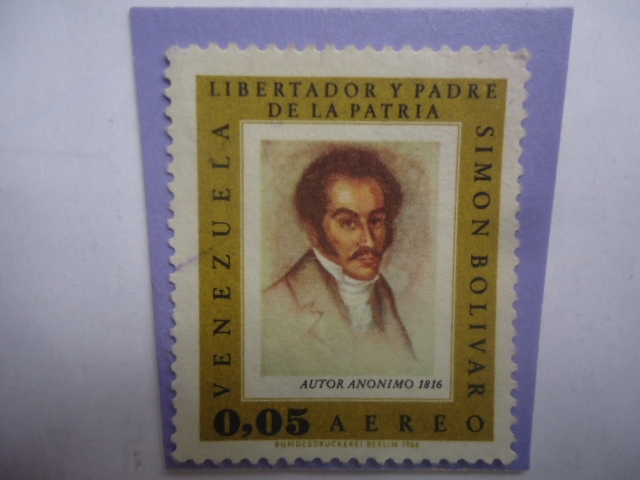 LIBERTADOR Y PADRE
DE LA PATRIA
VENEZUELA
SIMON BOLIVAR
AUTOR ANONIMO 1816
0,05 AEREO
BUNDESDRUCKEREI BERLIN 1966